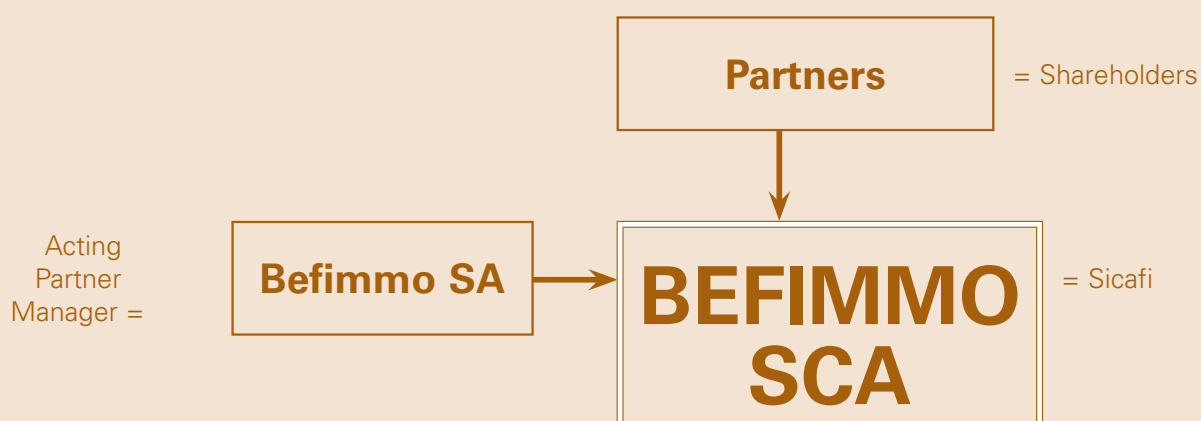 Partners
= Shareholders
Acting
Partner
Manager =
Befimmo SA
BEFIMMO
SCA
= Sicafi